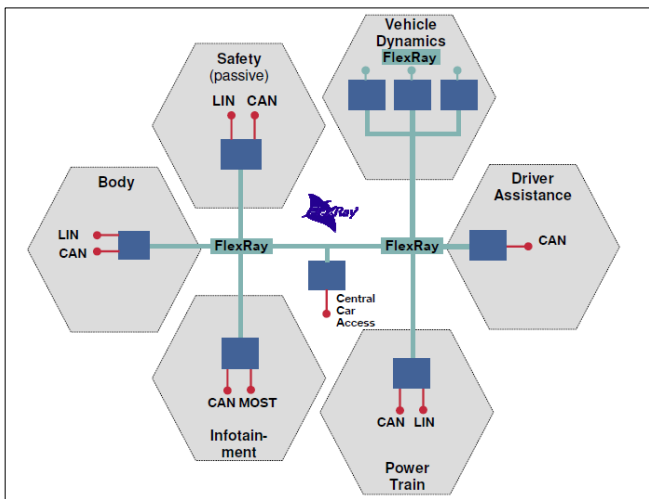 Vehicle
Dynamics
FlexRay
Safety
(passive)
LIN CAN
Body
LIN
CAN
Driver
Assistance
CAN
FlexRay
FlexRay
Central
Car
Access
CAN MOST
Infotain-
ment
CAN LIN
Power
Train